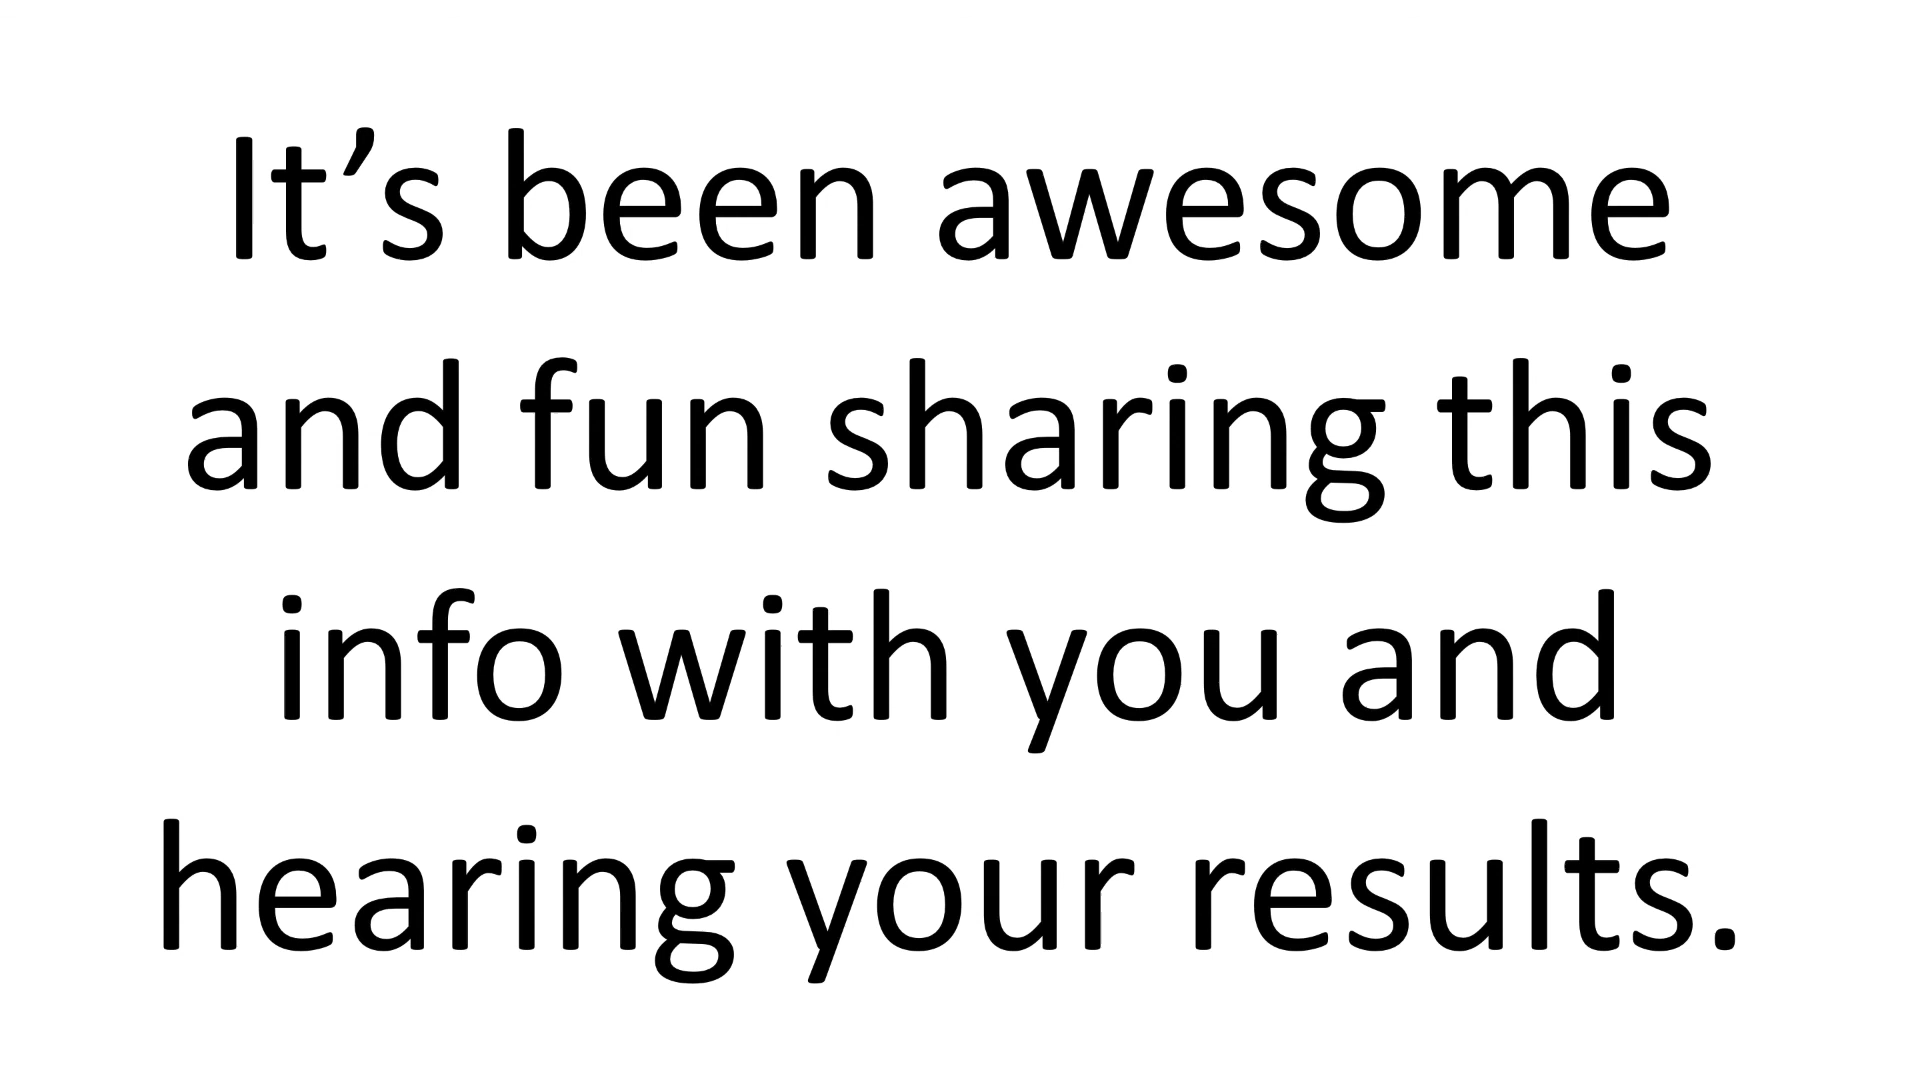 It’s been awesome
and fun sharing this
info with you and
hearing your results.